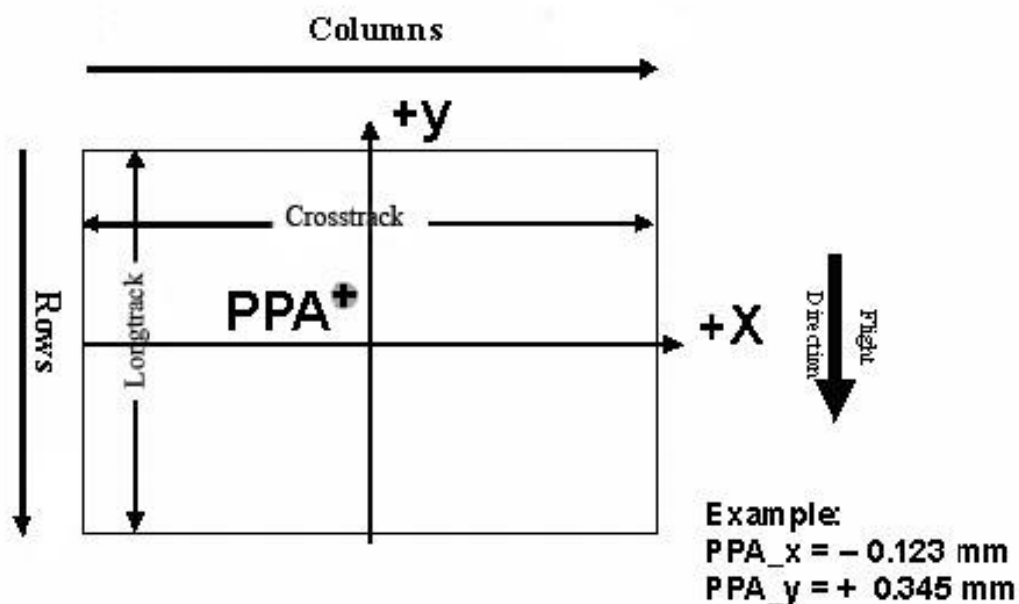 Columns
+y
Crosstrack
Rows
Longtrack
PPA
+X
Flight
Direction
Example:
PPA_x = – 0.123 mm
PPA_y = + 0.345 mm